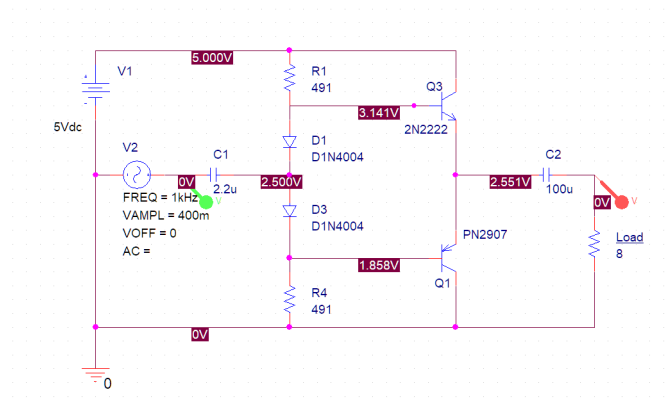 5.000V
V1
R1
491
Q3
3.141V
2N2222
5Vdc
D1
D1N4004
V2
C1
C2
0V
2.500V
2.551V
2.2u
100u
FREQ = 1kHz
V
VAMPL = 400m
VOFF = 0
AC =
0V
V
D3
D1N4004
PN2907
Load
8
1.858V
Q1
R4
491
0V
0